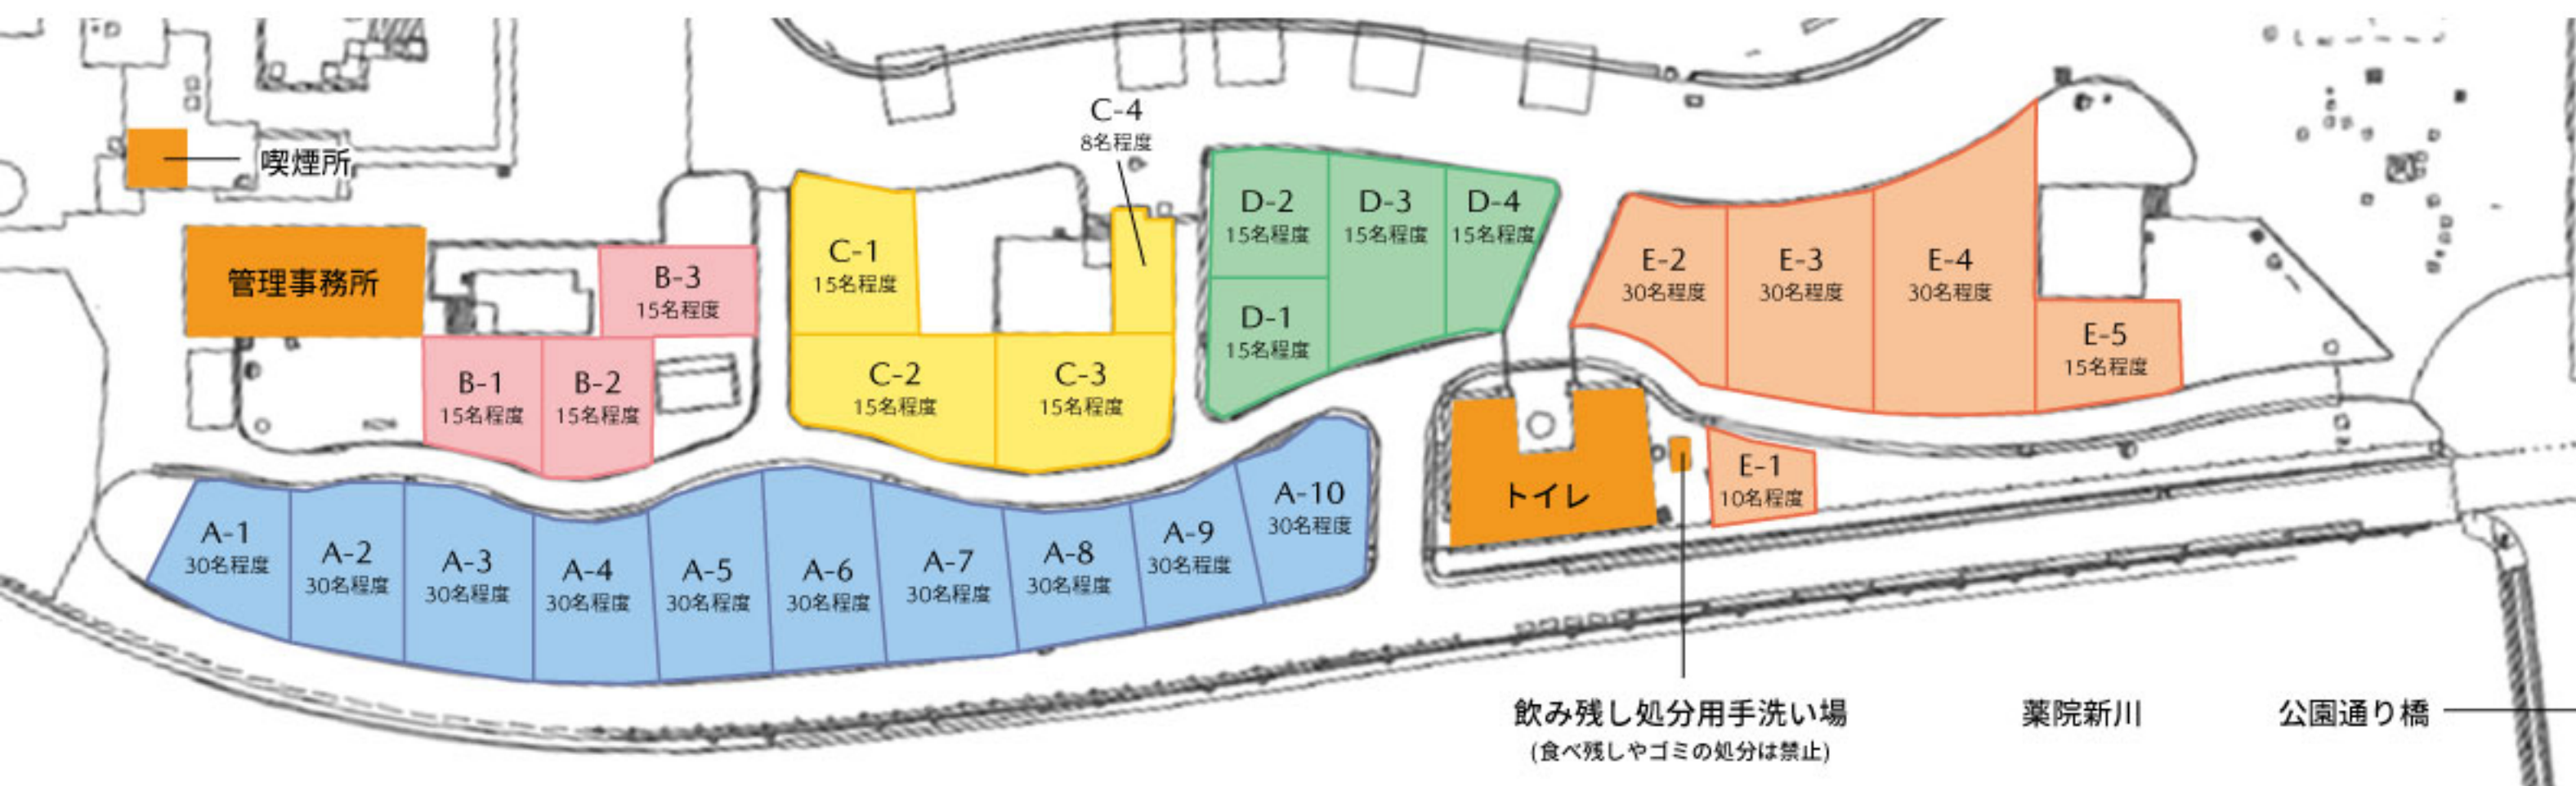 C-4
8名程度
喫煙所
管理事務所
B-3
15名程度
B-1
15名程度
B-2
15名程度
C-1
15名程度
C-2
15名程度
C-3
15名程度
D-2
15名程度
D-3
15名程度
D-4
15名程度
D-1
15名程度
E-2
30名程度
E-3
30名程度
E-4
30名程度
E-5
15名程度
E-1
10名程度
トイレ
A-1
30名程度
A-2
30名程度
A-3
30名程度
A-4
30名程度
A-5
30名程度
A-6
30名程度
A-7
30名程度
A-8
30名程度
A-9
30名程度
A-10
30名程度
飲み残し処分用手洗い場
(食べ残しやゴミの処分は禁止)
薬院新川
公園通り橋